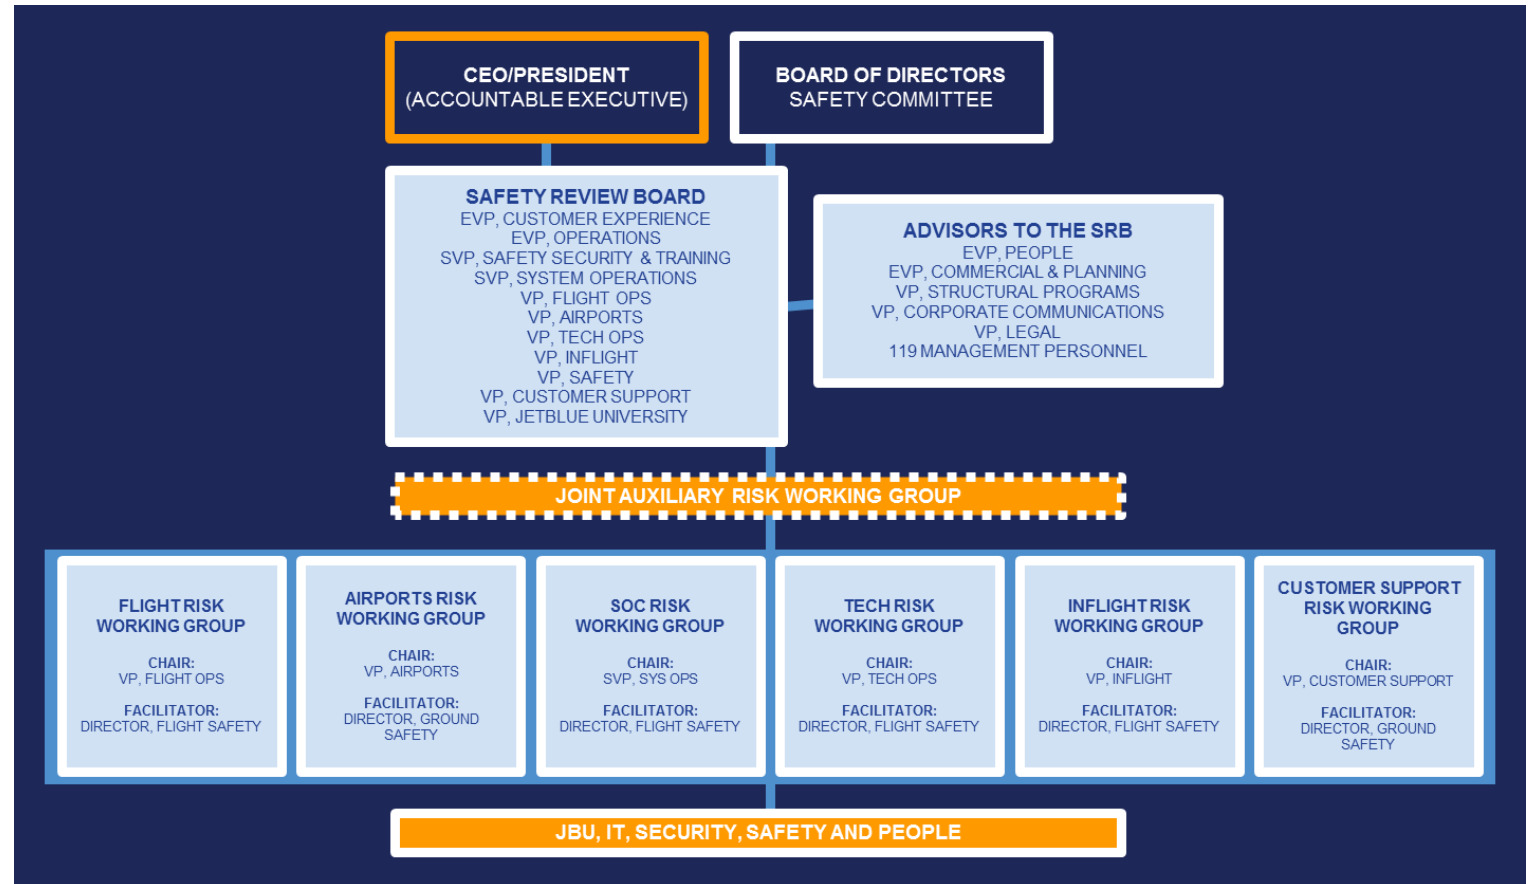 CEO/PRESIDENT
(ACCOUNTABLE EXECUTIVE)
BOARD OF DIRECTORS
SAFETY COMMITTEE
SAFETY REVIEW BOARD
EVP, CUSTOMER EXPERIENCE
EVP, OPERATIONS
SVP, SAFETY SECURITY & TRAINING
SVP, SYSTEM OPERATIONS
VP, FLIGHT OPS
VP, AIRPORTS
VP, TECH OPS
VP, INFLIGHT
VP, SAFETY
VP, CUSTOMER SUPPORT
VP, JETBLUE UNIVERSITY
ADVISORS TO THE SRB
EVP, PEOPLE
EVP, COMMERCIAL & PLANNING
VP, STRUCTURAL PROGRAMS
VP, CORPORATE COMMUNICATIONS
VP, LEGAL
119 MANAGEMENT PERSONNEL
JOINT AUXILIARY RISK WORKING GROUP
FLIGHT RISK
WORKING GROUP
CHAIR:
VP, FLIGHT OPS
FACILITATOR:
DIRECTOR, FLIGHT SAFETY
AIRPORTS RISK
WORKING GROUP
CHAIR:
VP, AIRPORTS
FACILITATOR:
DIRECTOR, GROUND
SAFETY
SOC RISK
WORKING GROUP
CHAIR:
SVP, SYS OPS
FACILITATOR:
DIRECTOR, FLIGHT SAFETY
TECH RISK
WORKING GROUP
CHAIR:
VP, TECH OPS
FACILITATOR:
DIRECTOR, FLIGHT SAFETY
INFLIGHT RISK
WORKING GROUP
CHAIR:
VP, INFLIGHT
FACILITATOR:
DIRECTOR, FLIGHT SAFETY
CUSTOMER SUPPORT
RISK WORKING
GROUP
CHAIR:
VP, CUSTOMER SUPPORT
FACILITATOR:
DIRECTOR, GROUND
SAFETY
JBU, IT, SECURITY, SAFETY AND PEOPLE